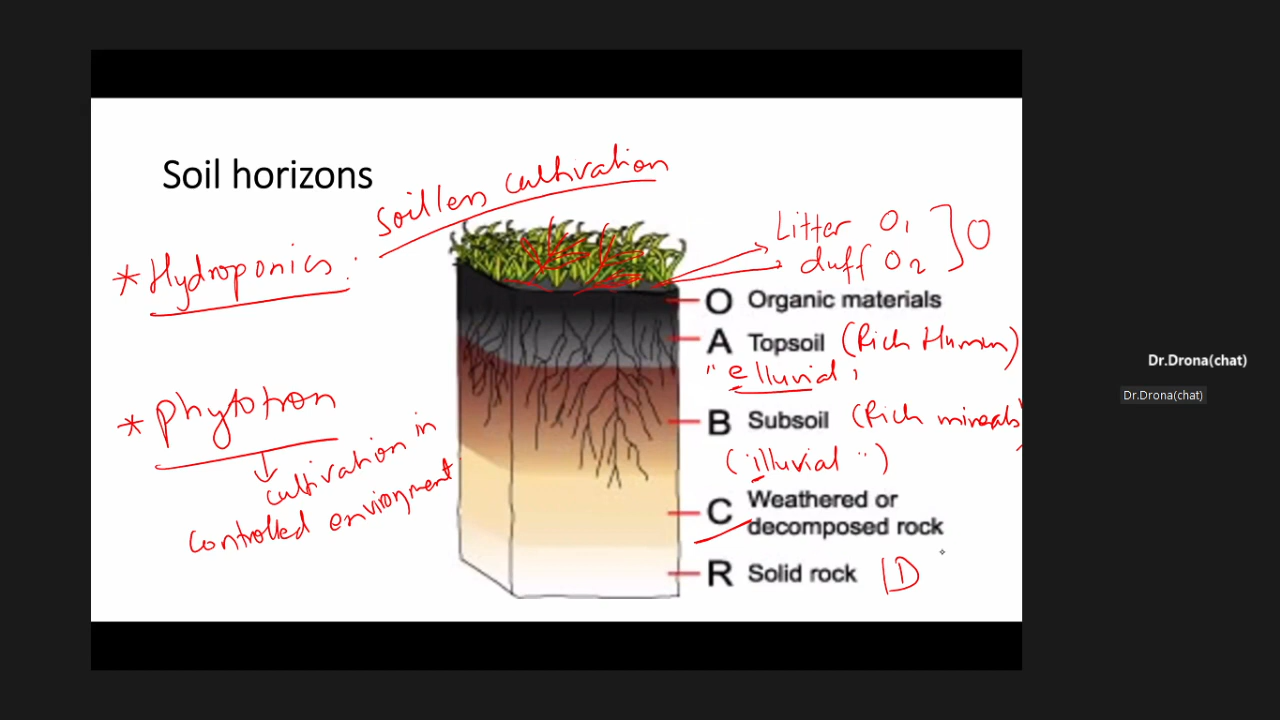 Soil horizons
Soilless cultivation
* Hydroponics :
Litter O1
duff O2 ] O
O Organic materials
A Topsoil (Rich Humus)
"elluvial"
* Phytotron
B Subsoil (Rich minerals)
("illuvial")
cultivation in
controlled environment
C Weathered or
decomposed rock
R Solid rock / D
Dr.Drona(chat)
Dr.Drona(chat)